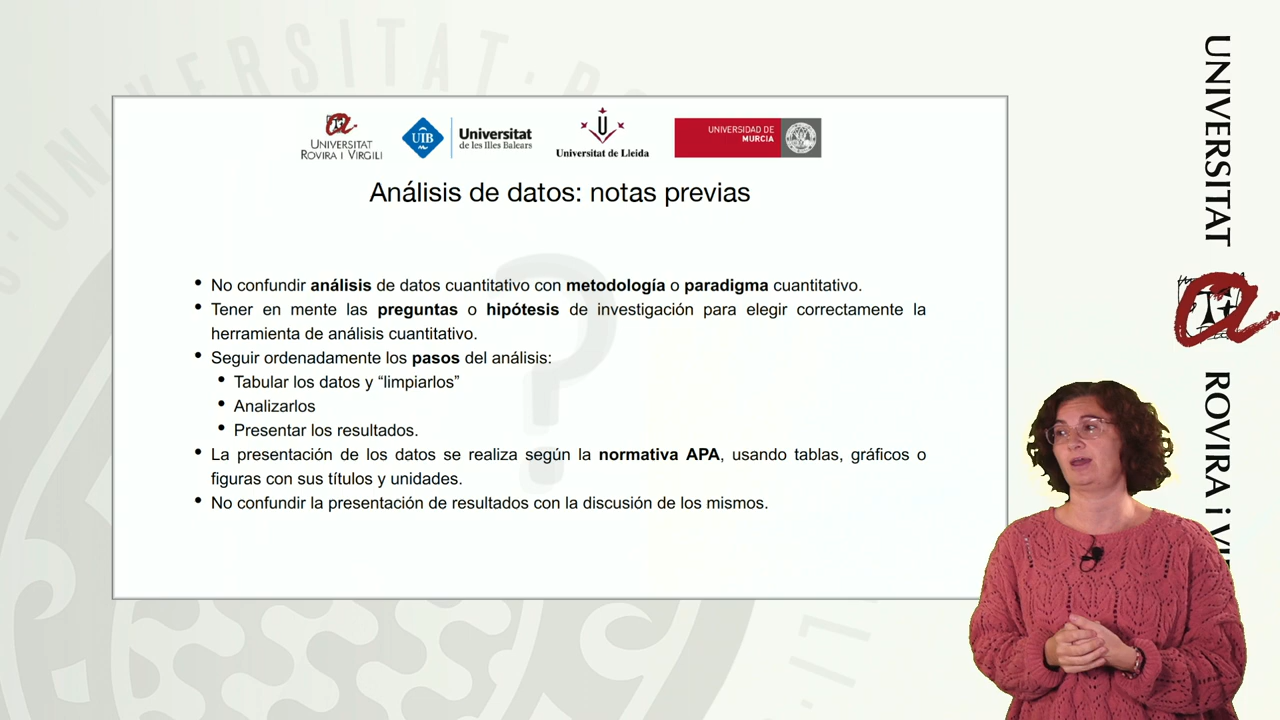 UNIVERSITAT
ROVIRA I VIRGILI
UIB
Universitat
de les Illes Balears
U
Universitat de Lleida
UNIVERSIDAD DE
MURCIA
Análisis de datos: notas previas
• No confundir análisis de datos cuantitativo con metodología o paradigma cuantitativo.
• Tener en mente las preguntas o hipótesis de investigación para elegir correctamente la
herramienta de análisis cuantitativo.
• Seguir ordenadamente los pasos del análisis:
• Tabular los datos y “limpiarlos”
• Analizarlos
• Presentar los resultados.
• La presentación de los datos se realiza según la normativa APA, usando tablas, gráficos o
figuras con sus títulos y unidades.
• No confundir la presentación de resultados con la discusión de los mismos.
?
UNIVERSITAT
ROVIRA i